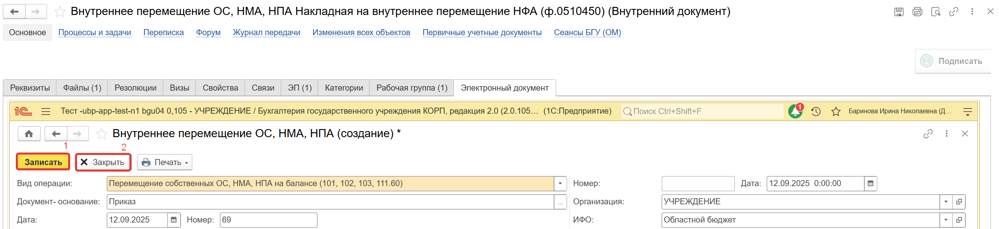 Внутреннее перемещение ОС, НМА, НПА Накладная на внутреннее перемещение НФА (ф.0510450) (Внутренний документ)
Основное Процессы и задачи Переписка Форум Журнал передачи Изменения всех объектов Первичные учетные документы Сеансы БГУ (ОМ)
Подписать
Реквизиты Файлы (1) Резолюции Визы Свойства Связи ЭП (1) Категории Рабочая группа (1) Электронный документ
1С Тест -ubp-app-test-n1 bgu04 0,105 - УЧРЕЖДЕНИЕ / Бухгалтерия государственного учреждения КОРП, редакция 2.0 (2.0.105... (1С:Предприятие) Поиск Ctrl+Shift+F 1 Баринова Ирина Николаевна (Д...
Внутреннее перемещение ОС, НМА, НПА (создание) *
1 2
Записать Закрыть Печать
Вид операции: Перемещение собственных ОС, НМА, НПА на балансе (101, 102, 103, 111.60) Номер: Дата: 12.09.2025 0:00:00
Документ- основание: Приказ ... Организация: УЧРЕЖДЕНИЕ
Дата: 12.09.2025 Номер: 69 ИФО: Областной бюджет